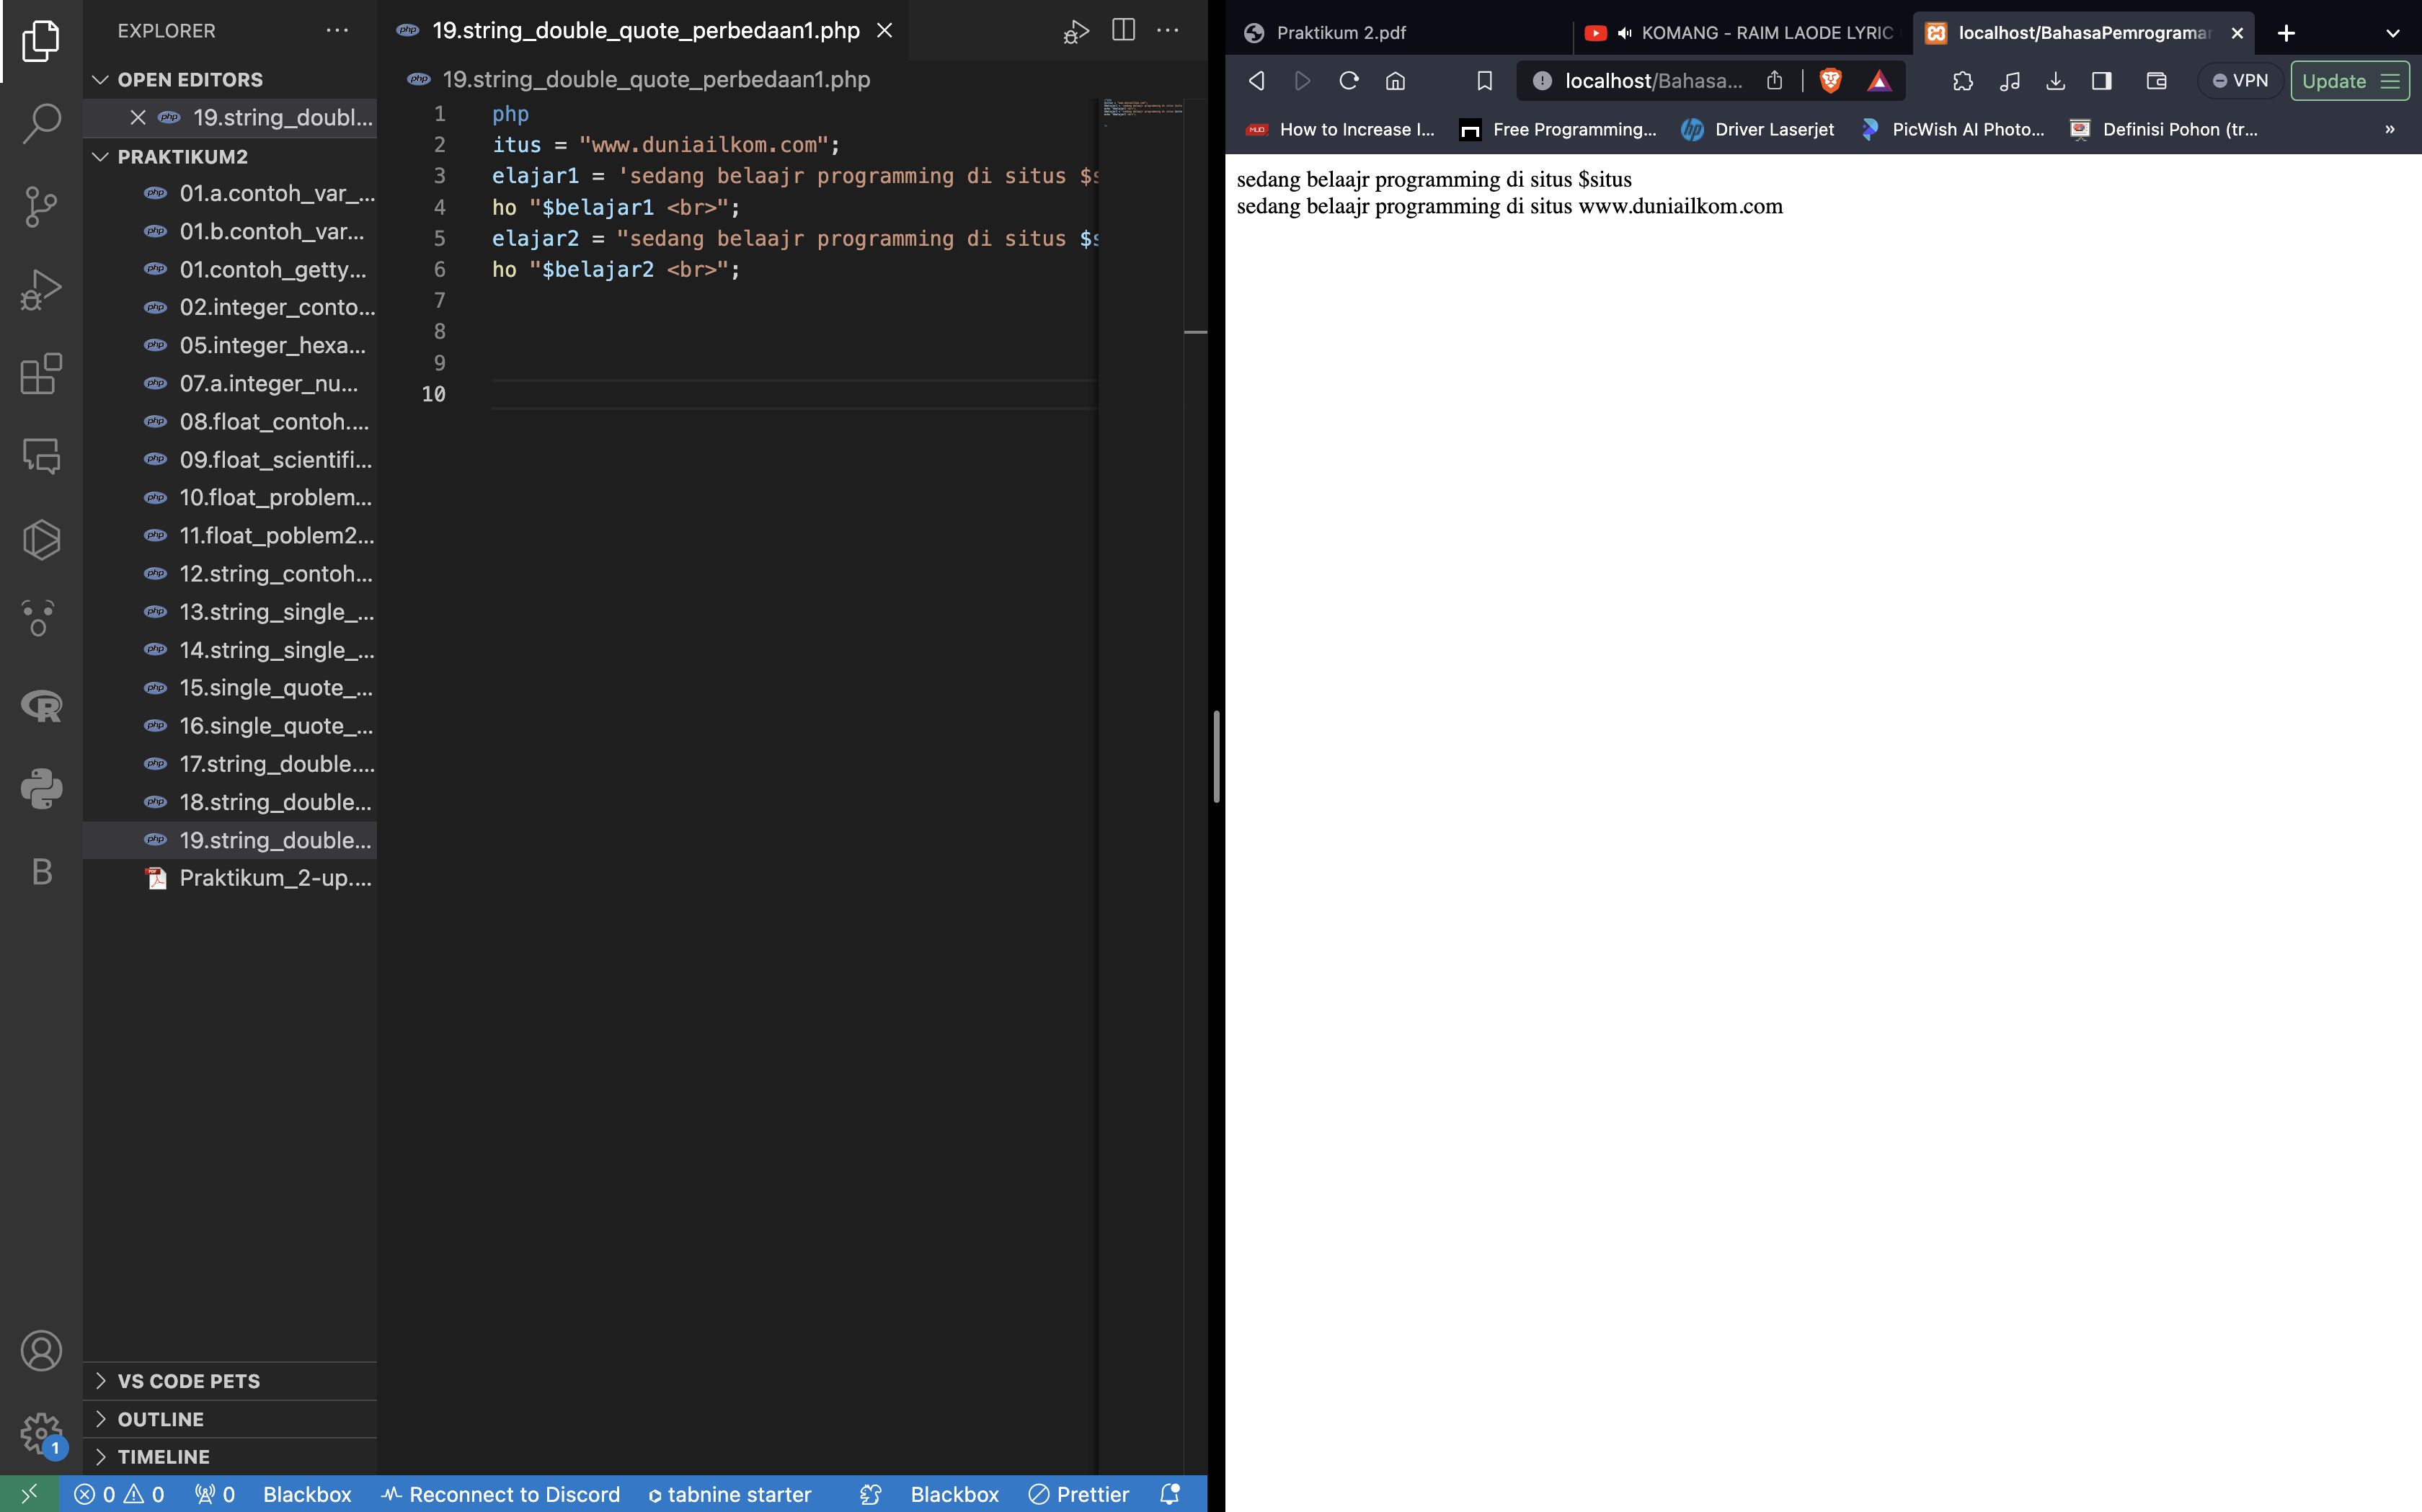 EXPLORER
OPEN EDITORS
19.string_doubl...
PRAKTIKUM2
01.a.contoh_var_...
01.b.contoh_var...
01.contoh_getty...
02.integer_conto...
05.integer_hexa...
07.a.integer_nu...
08.float_contoh....
09.float_scientifi...
10.float_problem...
11.float_poblem2...
12.string_contoh...
13.string_single_...
14.string_single_...
15.single_quote_...
16.single_quote_...
17.string_double....
18.string_double...
19.string_double...
Praktikum_2-up....
VS CODE PETS
OUTLINE
TIMELINE
19.string_double_quote_perbedaan1.php
19.string_double_quote_perbedaan1.php
1 php
2 itus = "www.duniailkom.com";
3 elajar1 = 'sedang belaajr programming di situs $s
4 ho "$belajar1 <br>";
5 elajar2 = "sedang belaajr programming di situs $s
6 ho "$belajar2 <br>";
7
8
9
10
B
1
0 0 0 Blackbox Reconnect to Discord tabnine starter Blackbox Prettier
Praktikum 2.pdf
KOMANG - RAIM LAODE LYRIC
localhost/BahasaPemrograman
localhost/Bahasa... VPN Update
How to Increase I... Free Programming... Driver Laserjet PicWish AI Photo... Definisi Pohon (tr... »
sedang belaajr programming di situs $situs
sedang belaajr programming di situs www.duniailkom.com